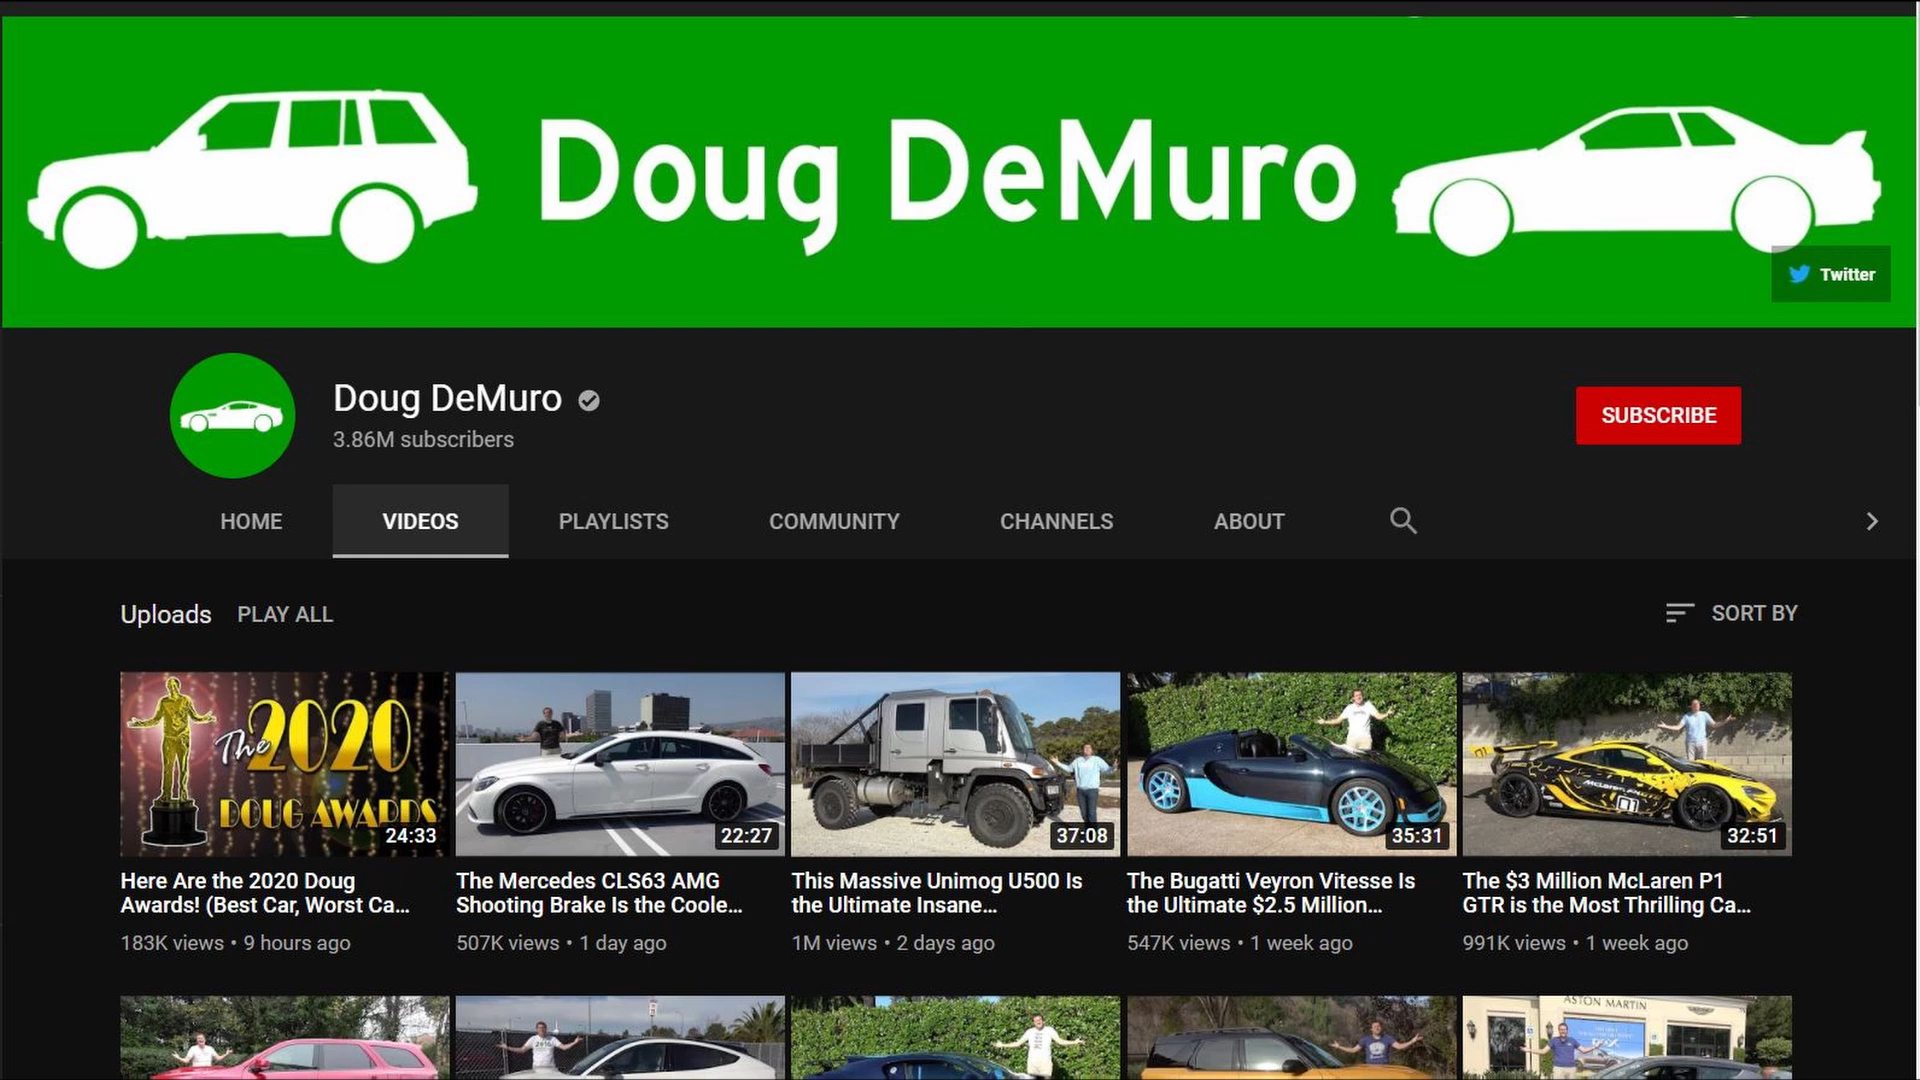 Doug DeMuro
Twitter
Doug DeMuro
3.86M subscribers
SUBSCRIBE
HOME
VIDEOS
PLAYLISTS
COMMUNITY
CHANNELS
ABOUT
Uploads
PLAY ALL
SORT BY
The 2020
DOUG AWARDS
24:33
22:27
37:08
35:31
32:51
Here Are the 2020 Doug
Awards! (Best Car, Worst Ca...
183K views • 9 hours ago
The Mercedes CLS63 AMG
Shooting Brake Is the Coole...
507K views • 1 day ago
This Massive Unimog U500 Is
the Ultimate Insane...
1M views • 2 days ago
The Bugatti Veyron Vitesse Is
the Ultimate $2.5 Million...
547K views • 1 week ago
The $3 Million McLaren P1
GTR is the Most Thrilling Ca...
991K views • 1 week ago
ASTON MARTIN